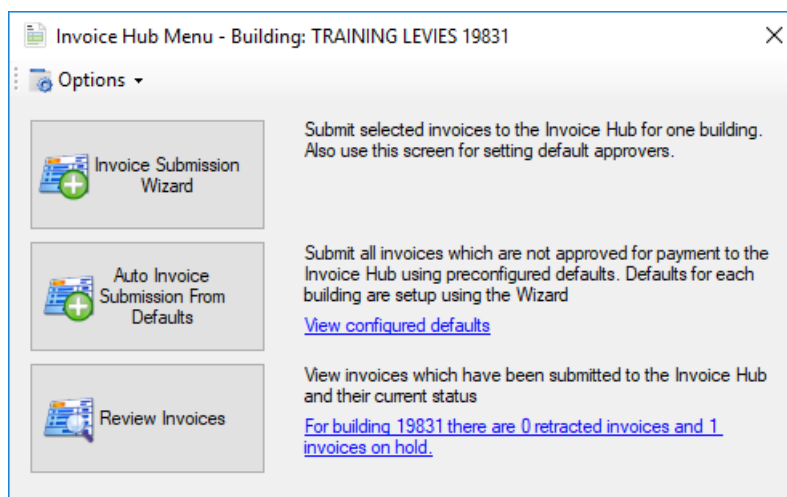 Invoice Hub Menu - Building: TRAINING LEVIES 19831
Options
Invoice Submission
Wizard
Submit selected invoices to the Invoice Hub for one building.
Also use this screen for setting default approvers.
Auto Invoice
Submission From
Defaults
Submit all invoices which are not approved for payment to the
Invoice Hub using preconfigured defaults. Defaults for each
building are setup using the Wizard
View configured defaults
Review Invoices
View invoices which have been submitted to the Invoice Hub
and their current status
For building 19831 there are 0 retracted invoices and 1
invoices on hold.